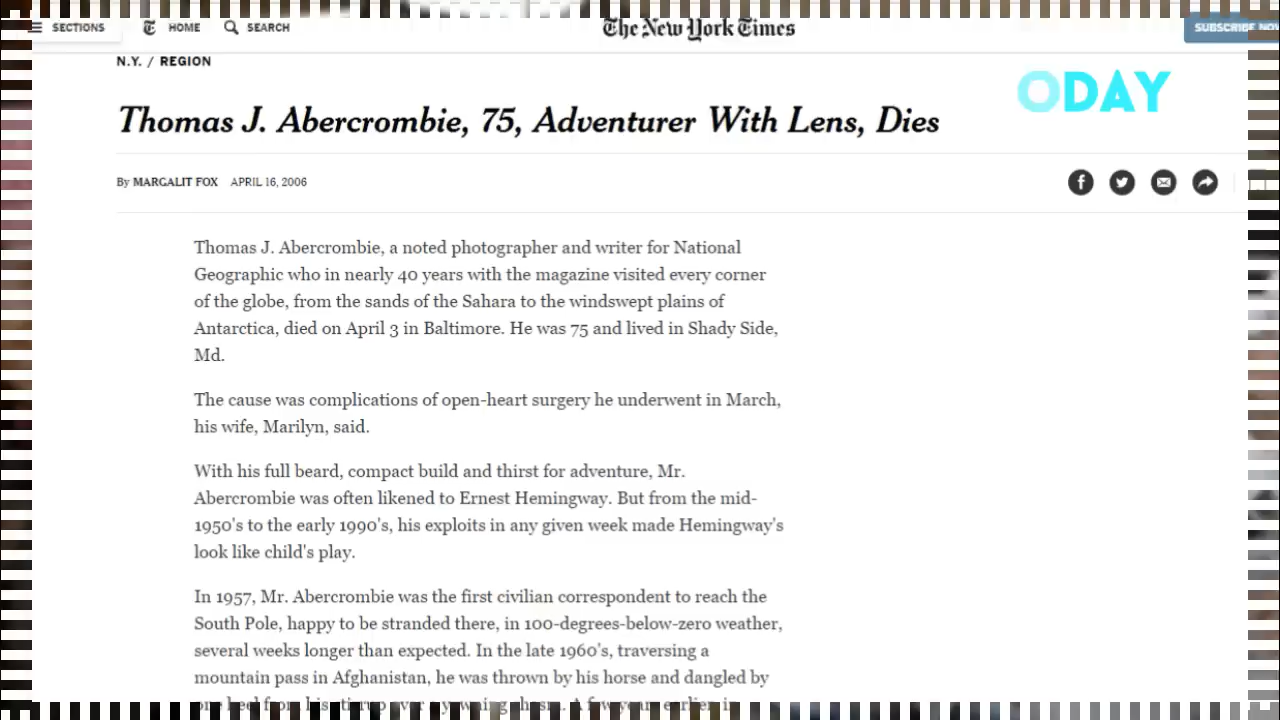 SECTIONS HOME SEARCH The New York Times SUBSCRIBE NOW
N.Y. / REGION
ODAY
Thomas J. Abercrombie, 75, Adventurer With Lens, Dies
By MARGALIT FOX APRIL 16, 2006
Thomas J. Abercrombie, a noted photographer and writer for National
Geographic who in nearly 40 years with the magazine visited every corner
of the globe, from the sands of the Sahara to the windswept plains of
Antarctica, died on April 3 in Baltimore. He was 75 and lived in Shady Side,
Md.
The cause was complications of open-heart surgery he underwent in March,
his wife, Marilyn, said.
With his full beard, compact build and thirst for adventure, Mr.
Abercrombie was often likened to Ernest Hemingway. But from the mid-
1950's to the early 1990's, his exploits in any given week made Hemingway's
look like child's play.
In 1957, Mr. Abercrombie was the first civilian correspondent to reach the
South Pole, happy to be stranded there, in 100-degrees-below-zero weather,
several weeks longer than expected. In the late 1960's, traversing a
mountain pass in Afghanistan, he was thrown by his horse and dangled by